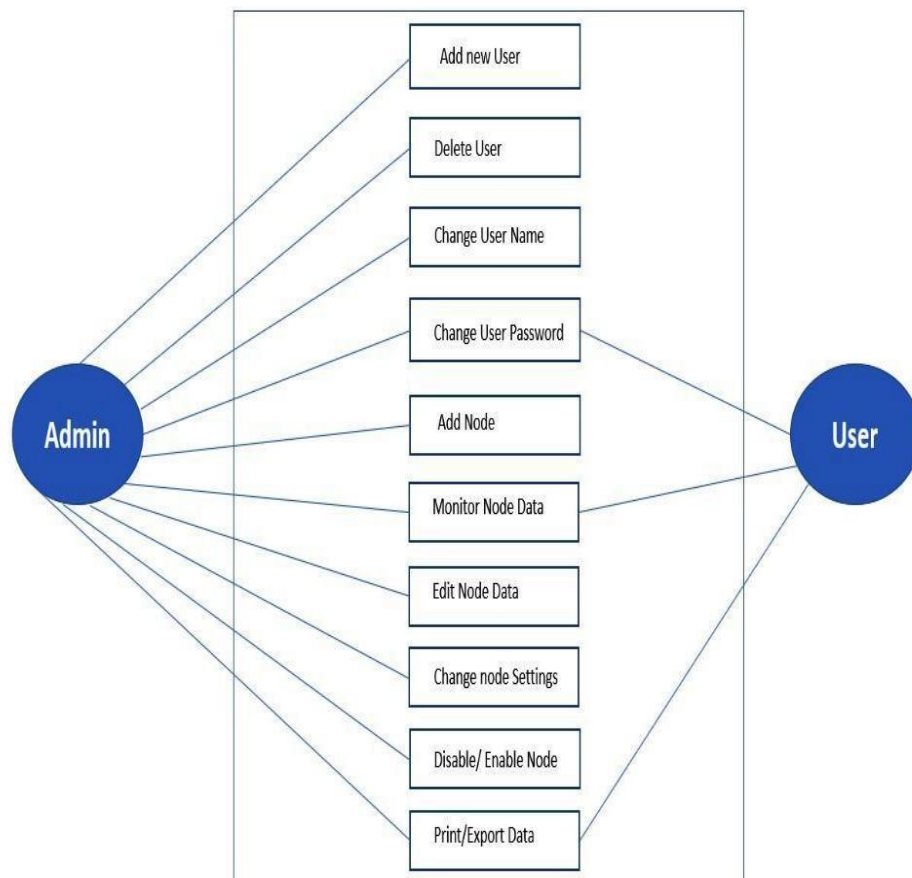 Add new User
Delete User
Change User Name
Change User Password
Admin
User
Add Node
Monitor Node Data
Edit Node Data
Change node Settings
Disable/ Enable Node
Print/Export Data